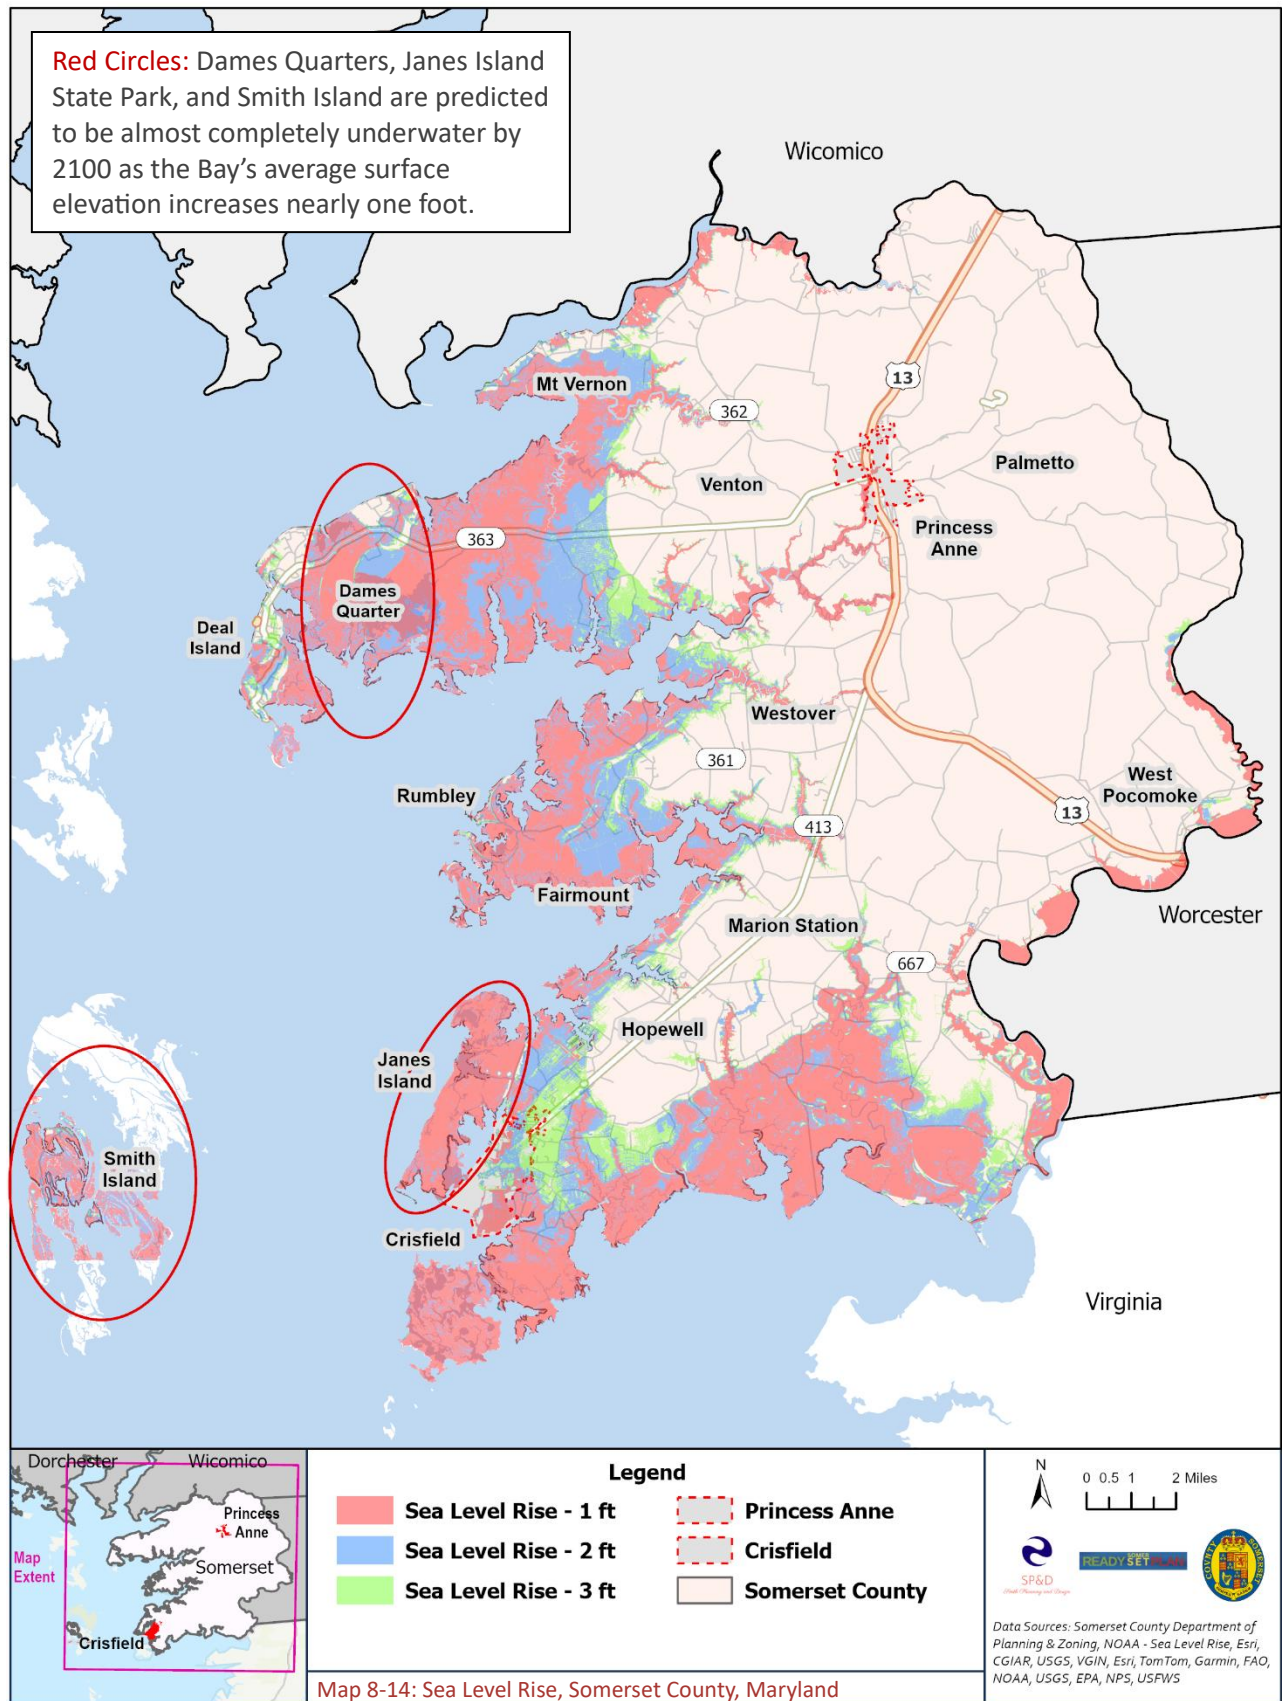 Red Circles: Dames Quarters, Janes Island
State Park, and Smith Island are predicted
to be almost completely underwater by
2100 as the Bay’s average surface
elevation increases nearly one foot.
Wicomico
Mt Vernon
13
362
Palmetto
Venton
Princess
Anne
363
Dames
Quarter
Deal
Island
Westover
361
West
Pocomoke
Rumbley
13
413
Fairmount
Worcester
Marion Station
667
Hopewell
Janes
Island
Smith
Island
Crisfield
Virginia
Dorchester
Wicomico
Princess
Anne
Map
Extent
Somerset
Crisfield
Legend
Sea Level Rise - 1 ft
Sea Level Rise - 2 ft
Sea Level Rise - 3 ft
Princess Anne
Crisfield
Somerset County
Map 8-14: Sea Level Rise, Somerset County, Maryland
N
0 0.5 1 2 Miles
SP&D
READY SET PLAN
SOMERSET COVNTY
Data Sources: Somerset County Department of
Planning & Zoning, NOAA - Sea Level Rise, Esri,
CGIAR, USGS, VGIN, Esri, TomTom, Garmin, FAO,
NOAA, USGS, EPA, NPS, USFWS